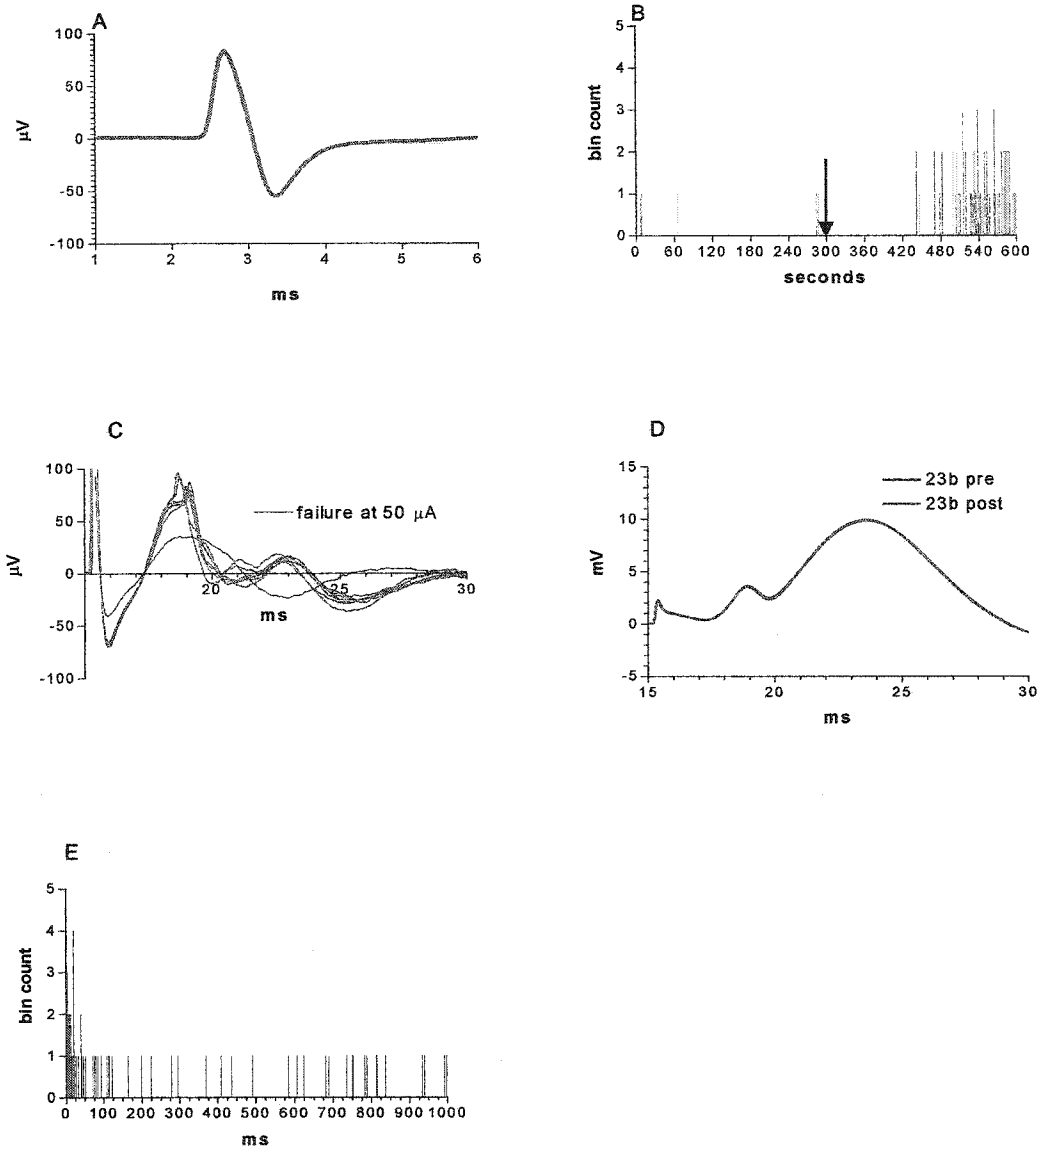 A
100
50
0
-50
-100
μV
1 2 3 4 5 6
ms
B
5
4
3
2
1
0
bin count
0 60 120 180 240 300 360 420 480 540 600
seconds
C
100
50
0
-50
-100
μV
failure at 50 μA
20 25 30
ms
D
15
10
5
0
-5
mV
23b pre
23b post
15 20 25 30
ms
E
5
4
3
2
1
0
bin count
0 100 200 300 400 500 600 700 800 900 1000
ms